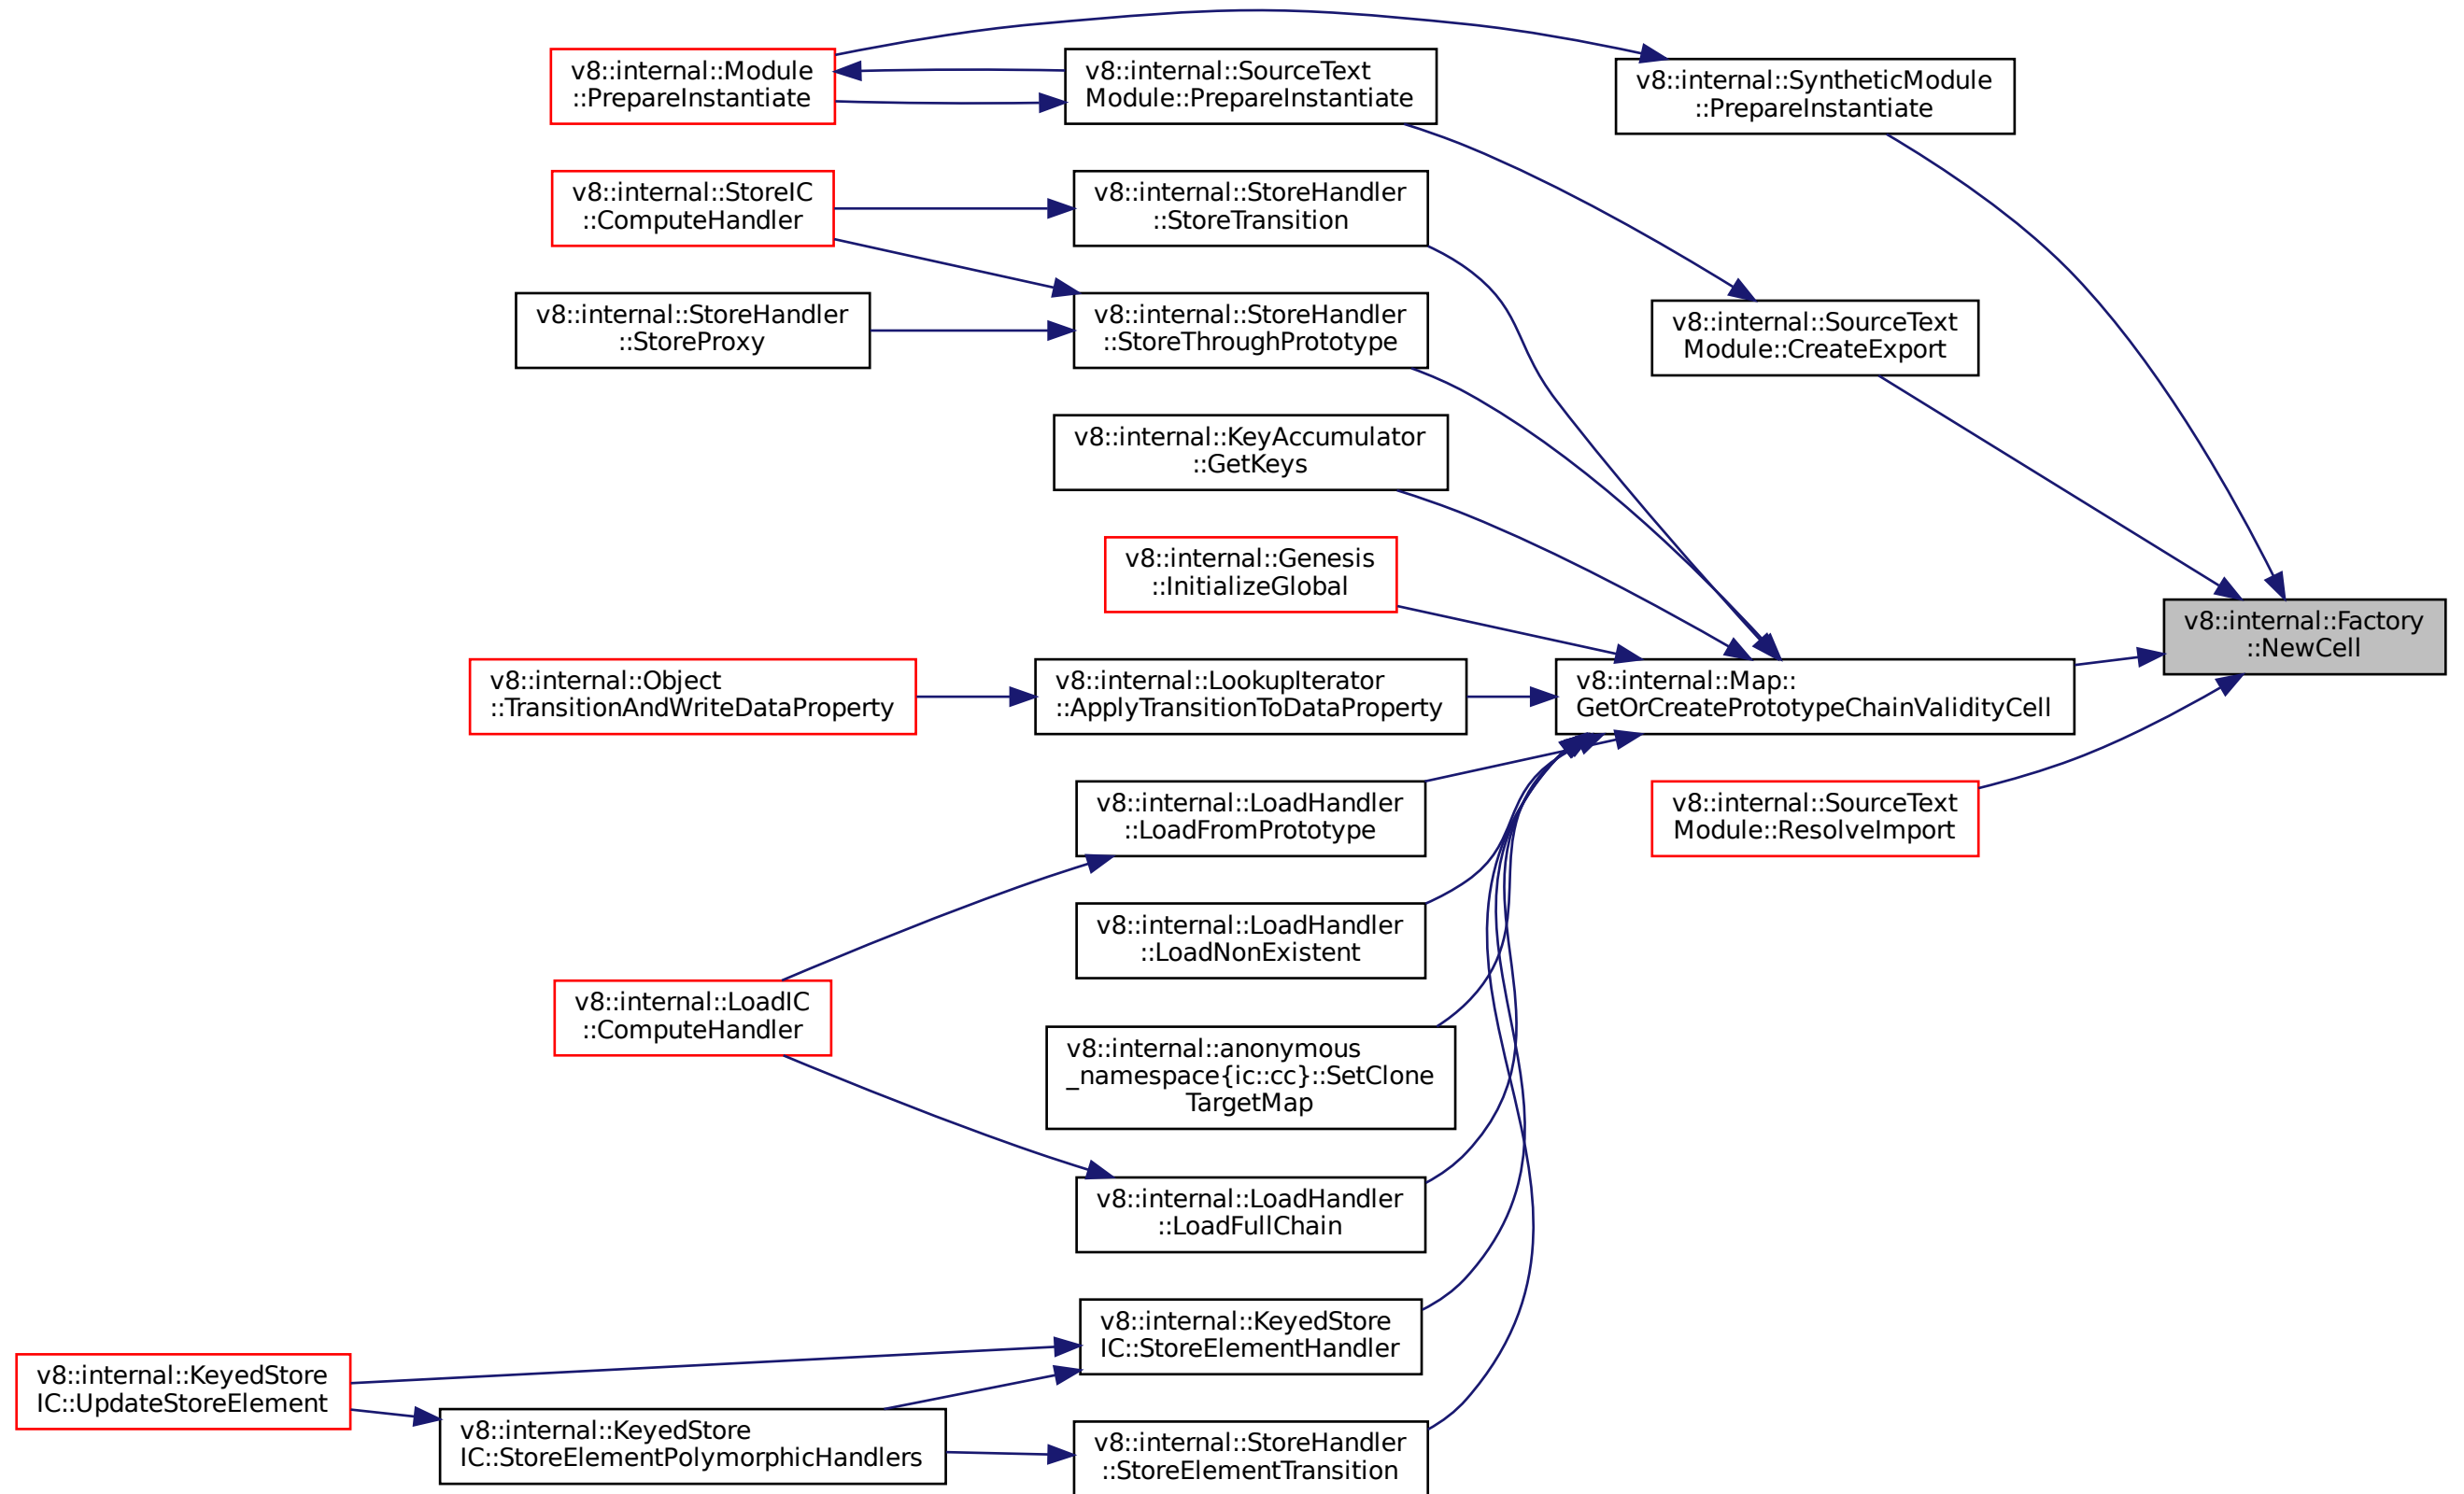 v8::internal::Module
::PrepareInstantiate
v8::internal::SourceText
Module::PrepareInstantiate
v8::internal::SyntheticModule
::PrepareInstantiate
v8::internal::StoreIC
::ComputeHandler
v8::internal::StoreHandler
::StoreTransition
v8::internal::StoreHandler
::StoreProxy
v8::internal::StoreHandler
::StoreThroughPrototype
v8::internal::SourceText
Module::CreateExport
v8::internal::KeyAccumulator
::GetKeys
v8::internal::Genesis
::InitializeGlobal
v8::internal::Factory
::NewCell
v8::internal::Object
::TransitionAndWriteDataProperty
v8::internal::LookupIterator
::ApplyTransitionToDataProperty
v8::internal::Map::
GetOrCreatePrototypeChainValidityCell
v8::internal::LoadHandler
::LoadFromPrototype
v8::internal::SourceText
Module::ResolveImport
v8::internal::LoadHandler
::LoadNonExistent
v8::internal::LoadIC
::ComputeHandler
v8::internal::anonymous
_namespace{ic::cc}::SetClone
TargetMap
v8::internal::LoadHandler
::LoadFullChain
v8::internal::KeyedStore
IC::StoreElementHandler
v8::internal::KeyedStore
IC::UpdateStoreElement
v8::internal::KeyedStore
IC::StoreElementPolymorphicHandlers
v8::internal::StoreHandler
::StoreElementTransition